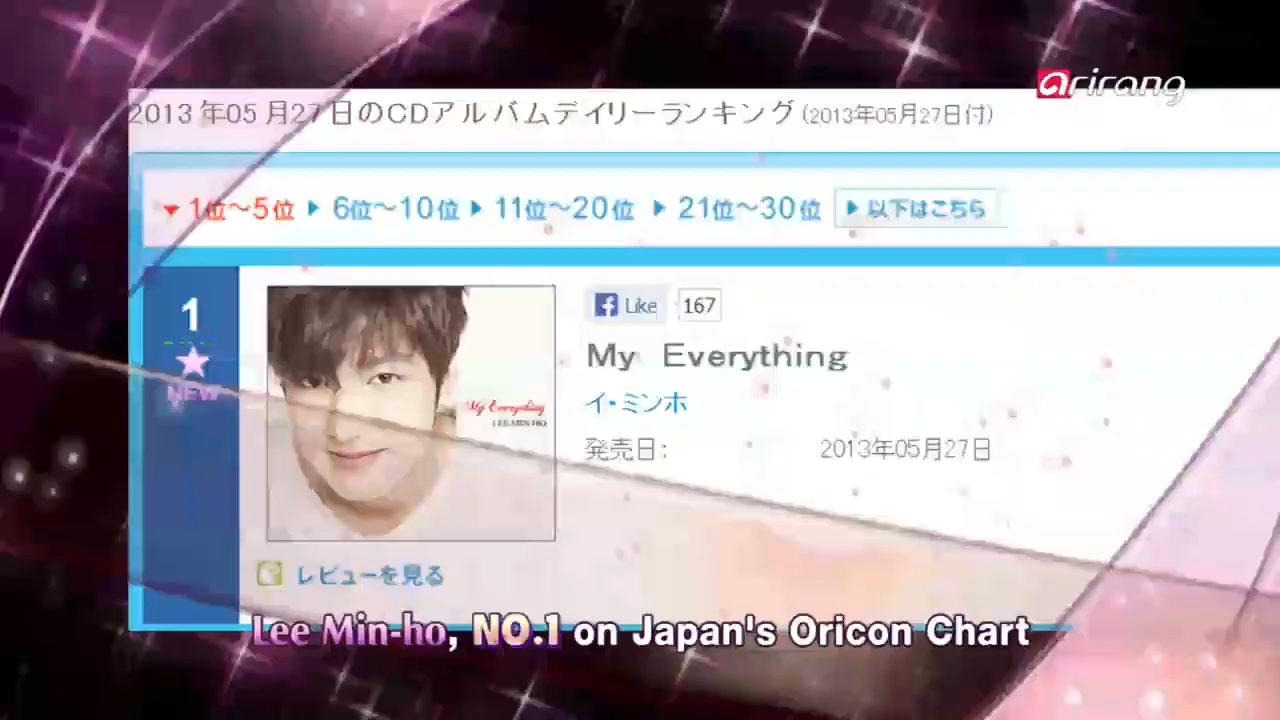 arirang
2013年05月27日のCDアルバムデイリーランキング (2013年05月27日付)
1位～5位 6位～10位 11位～20位 21位～30位 以下はこちら
1
NEW
Like 167
My Everything
イ・ミンホ
発売日: 2013年05月27日
My Everything
LEE MIN HO
レビューを見る
Lee Min-ho, NO.1 on Japan's Oricon Chart